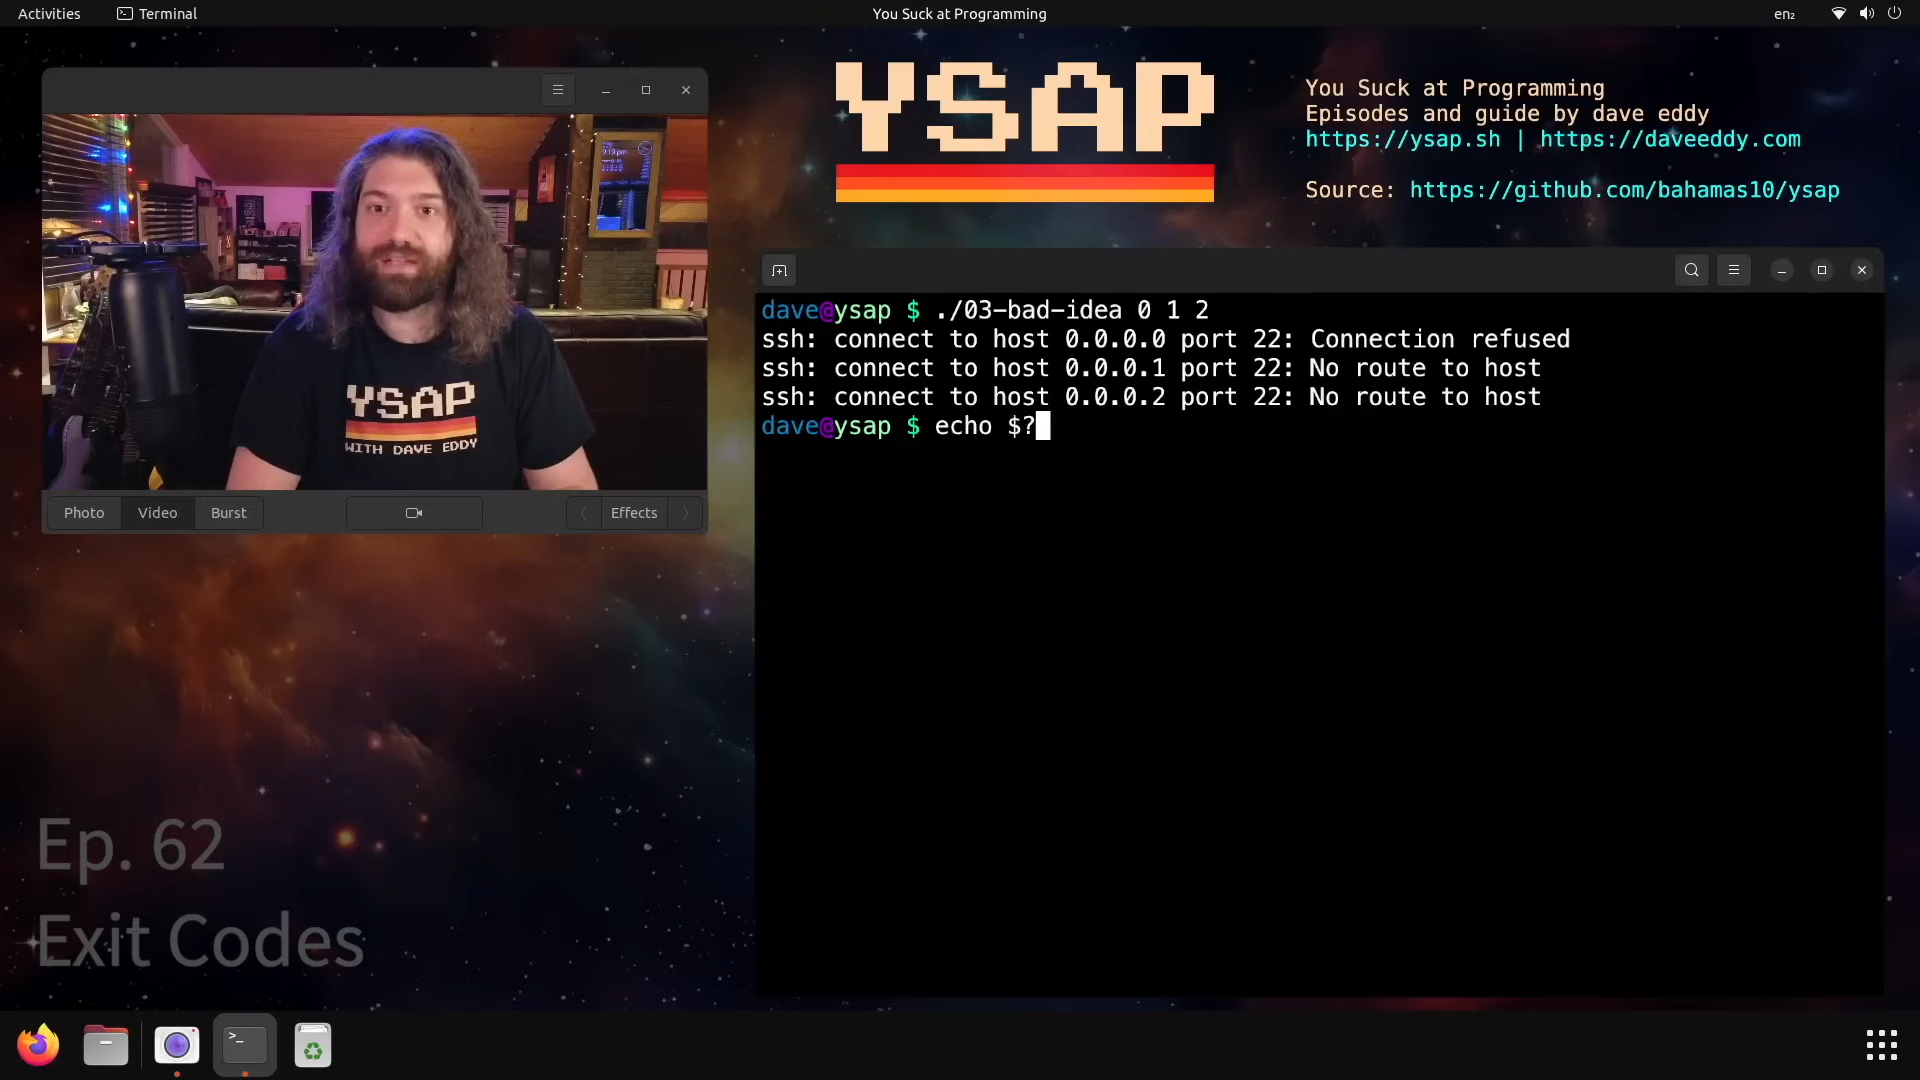 Activities
Terminal
You Suck at Programming
en₂
YSAP
You Suck at Programming
Episodes and guide by dave eddy
https://ysap.sh | https://daveeddy.com
Source: https://github.com/bahamas10/ysap
9:19 pm
YSAP
WITH DAVE EDDY
Photo
Video
Burst
Effects
dave@ysap $ ./03-bad-idea 0 1 2
ssh: connect to host 0.0.0.0 port 22: Connection refused
ssh: connect to host 0.0.0.1 port 22: No route to host
ssh: connect to host 0.0.0.2 port 22: No route to host
dave@ysap $ echo $?
Ep. 62
Exit Codes
>_